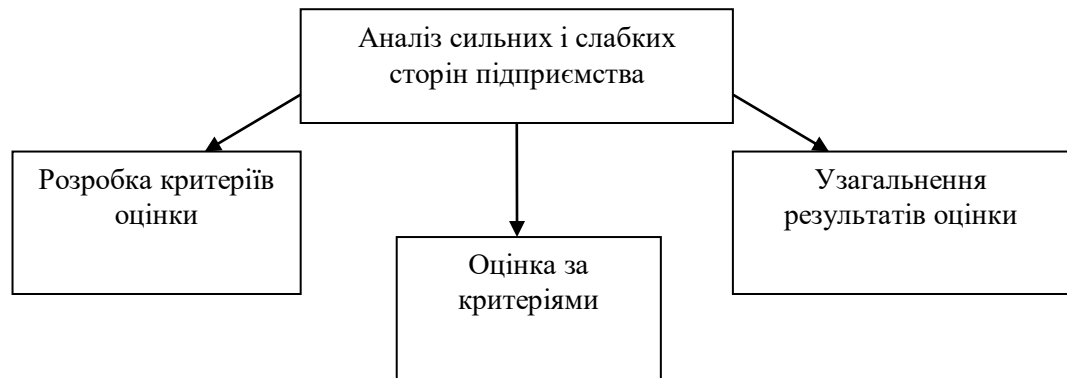 Аналіз сильних і слабких
сторін підприємства
Розробка критеріїв
оцінки
Оцінка за
критеріями
Узагальнення
результатів оцінки